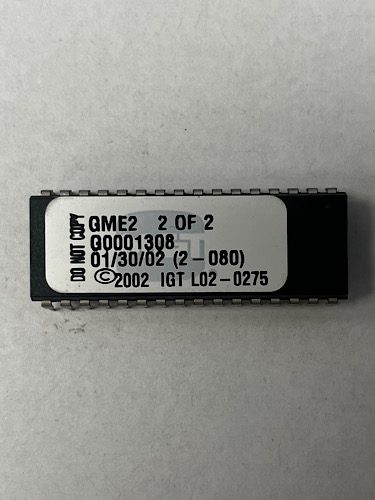 DO NOT COPY
QME2 2 OF 2
Q0001308
01/30/02 (2-080)
©2002 IGT L02-0275